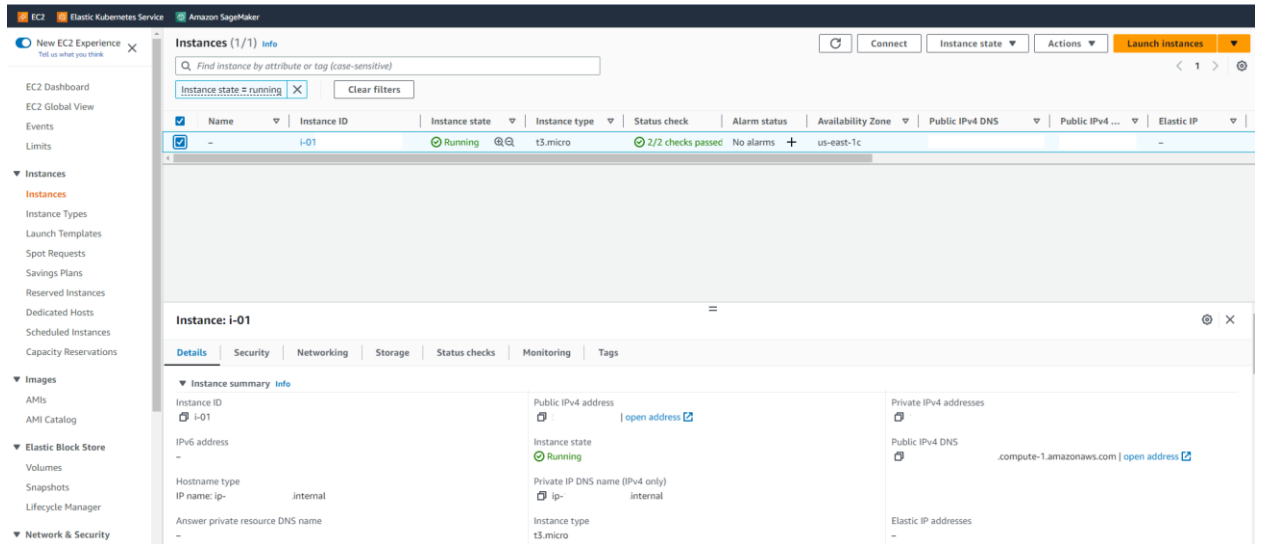 EC2 Elastic Kubernetes Service Amazon SageMaker
New EC2 Experience
Tell us what you think
EC2 Dashboard
EC2 Global View
Events
Limits
Instances
Instances
Instance Types
Launch Templates
Spot Requests
Savings Plans
Reserved Instances
Dedicated Hosts
Scheduled Instances
Capacity Reservations
Images
AMIs
AMI Catalog
Elastic Block Store
Volumes
Snapshots
Lifecycle Manager
Network & Security
Instances (1/1) Info
Connect Instance state Actions Launch instances
Find instance by attribute or tag (case-sensitive)
1
Instance state = running Clear filters
Name Instance ID Instance state Instance type Status check Alarm status Availability Zone Public IPv4 DNS Public IPv4 ... Elastic IP
– i-01 Running t3.micro 2/2 checks passed No alarms + us-east-1c –
Instance: i-01
Details Security Networking Storage Status checks Monitoring Tags
Instance summary Info
Instance ID Public IPv4 address Private IPv4 addresses
i-01 | open address
IPv6 address Instance state Public IPv4 DNS
– Running .compute-1.amazonaws.com | open address
Hostname type Private IP DNS name (IPv4 only)
IP name: ip- .internal ip- internal
Answer private resource DNS name Instance type Elastic IP addresses
– t3.micro –